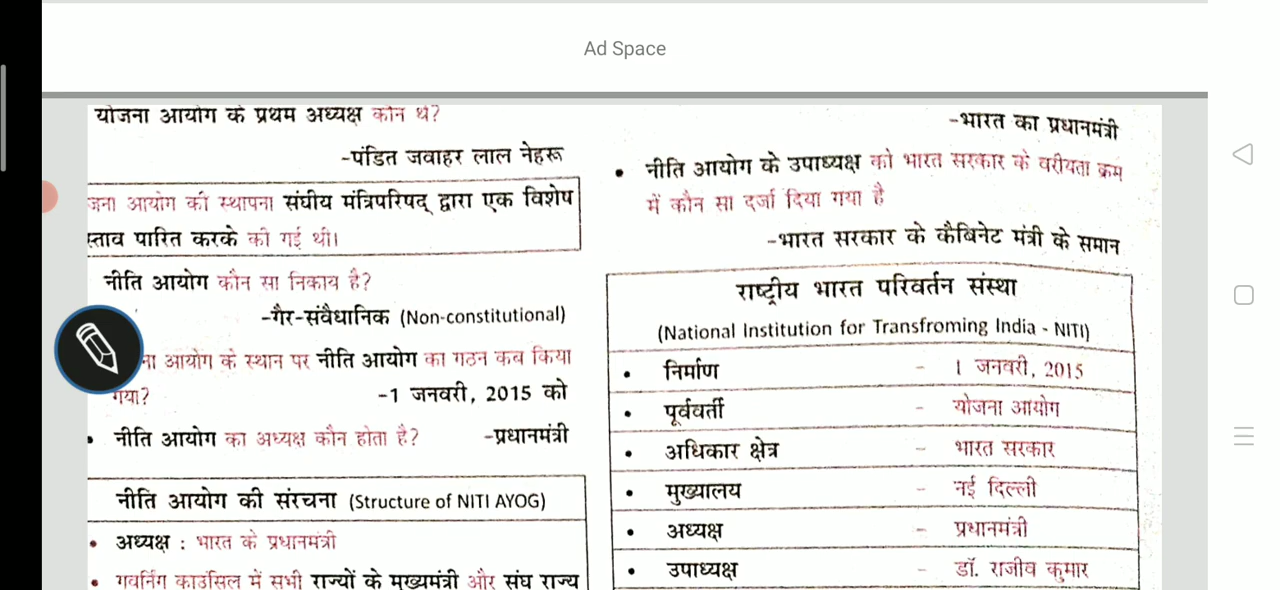 Ad Space
योजना आयोग के प्रथम अध्यक्ष कौन थे?
-पंडित जवाहर लाल नेहरू
जना आयोग की स्थापना संघीय मंत्रिपरिषद् द्वारा एक विशेष
स्ताव पारित करके की गई थी।
नीति आयोग कौन सा निकाय है?
-गैर-संवैधानिक (Non-constitutional)
ना आयोग के स्थान पर नीति आयोग का गठन कब किया
गया? -1 जनवरी, 2015 को
• नीति आयोग का अध्यक्ष कौन होता है? -प्रधानमंत्री
नीति आयोग की संरचना (Structure of NITI AYOG)
• अध्यक्ष : भारत के प्रधानमंत्री
• गवर्निंग काउंसिल में सभी राज्यों के मुख्यमंत्री और संघ राज्य
-भारत का प्रधानमंत्री
• नीति आयोग के उपाध्यक्ष को भारत सरकार के वरीयता क्रम
में कौन सा दर्जा दिया गया है
-भारत सरकार के कैबिनेट मंत्री के समान
राष्ट्रीय भारत परिवर्तन संस्था
(National Institution for Transfroming India - NITI)
• निर्माण - 1 जनवरी, 2015
• पूर्ववर्ती - योजना आयोग
• अधिकार क्षेत्र - भारत सरकार
• मुख्यालय - नई दिल्ली
• अध्यक्ष - प्रधानमंत्री
• उपाध्यक्ष - डॉ. राजीव कुमार